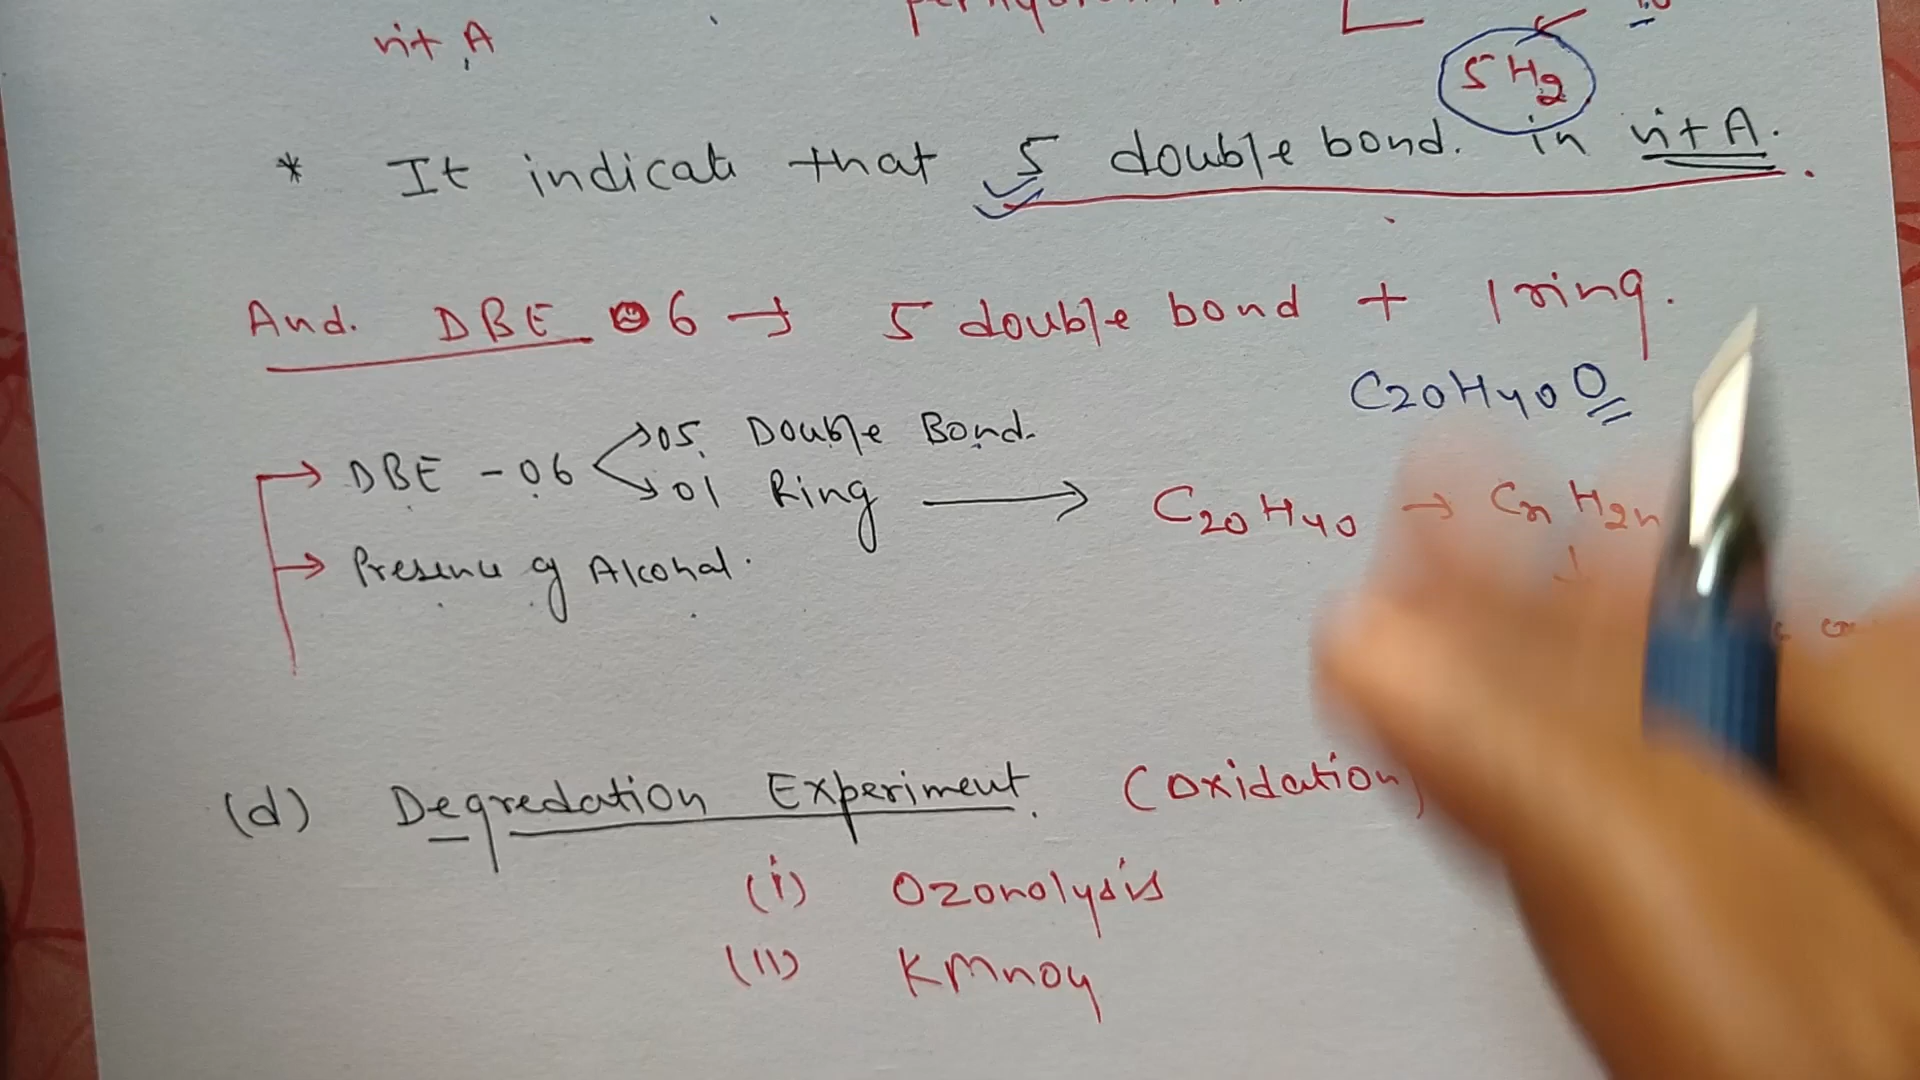 vit A
5H2
* It indicate that 5 double bond. in vit A.
And. DBE 06 → 5 double bond + 1 ring.
C20H40O
→ DBE - 06 → 05 Double Bond.
→ 01 Ring → C20H40 → CnH2n
→ Presence of Alcohal.
(d) Degredation Experiment. (Oxidation)
(i) Ozonolysis
(ii) KMnO4